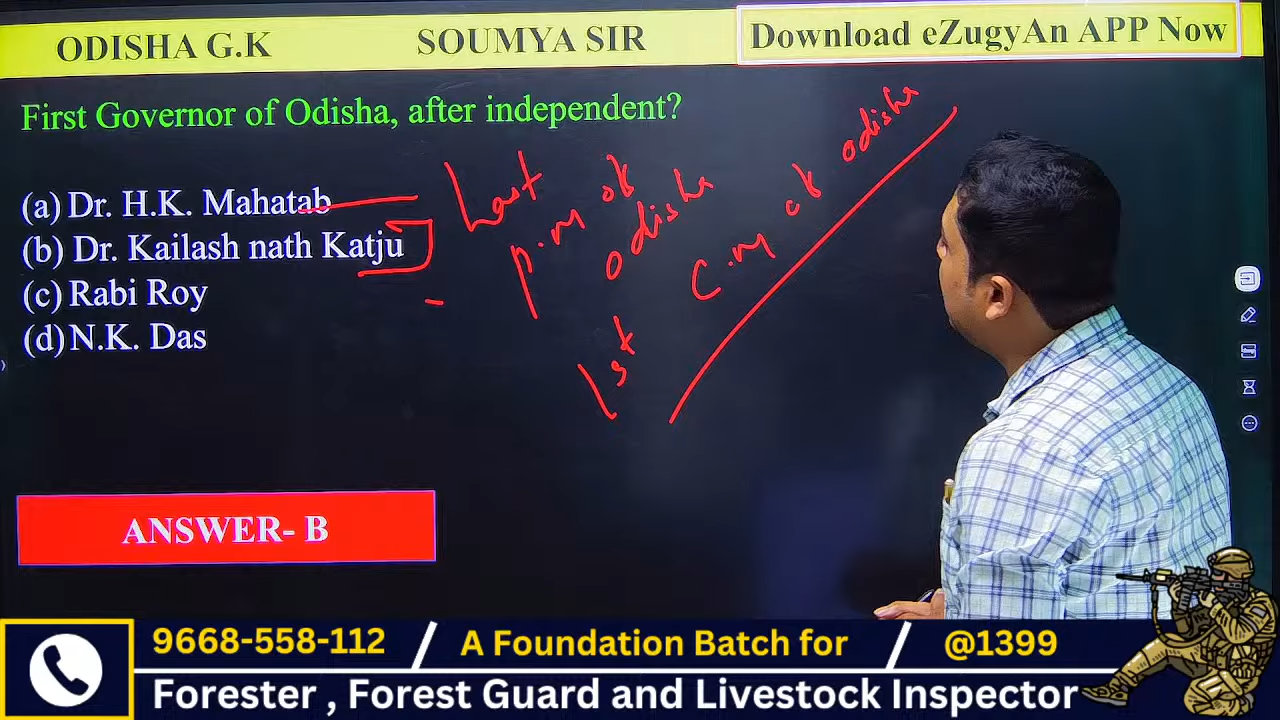 ODISHA G.K
SOUMYA SIR
Download eZugyAn APP Now
First Governor of Odisha, after independent?
(a) Dr. H.K. Mahatab
(b) Dr. Kailash nath Katju
(c) Rabi Roy
(d) N.K. Das
Last
P.M of
odisha
1st C.M of odisha
ANSWER- B
9668-558-112 / A Foundation Batch for / @1399
Forester , Forest Guard and Livestock Inspector